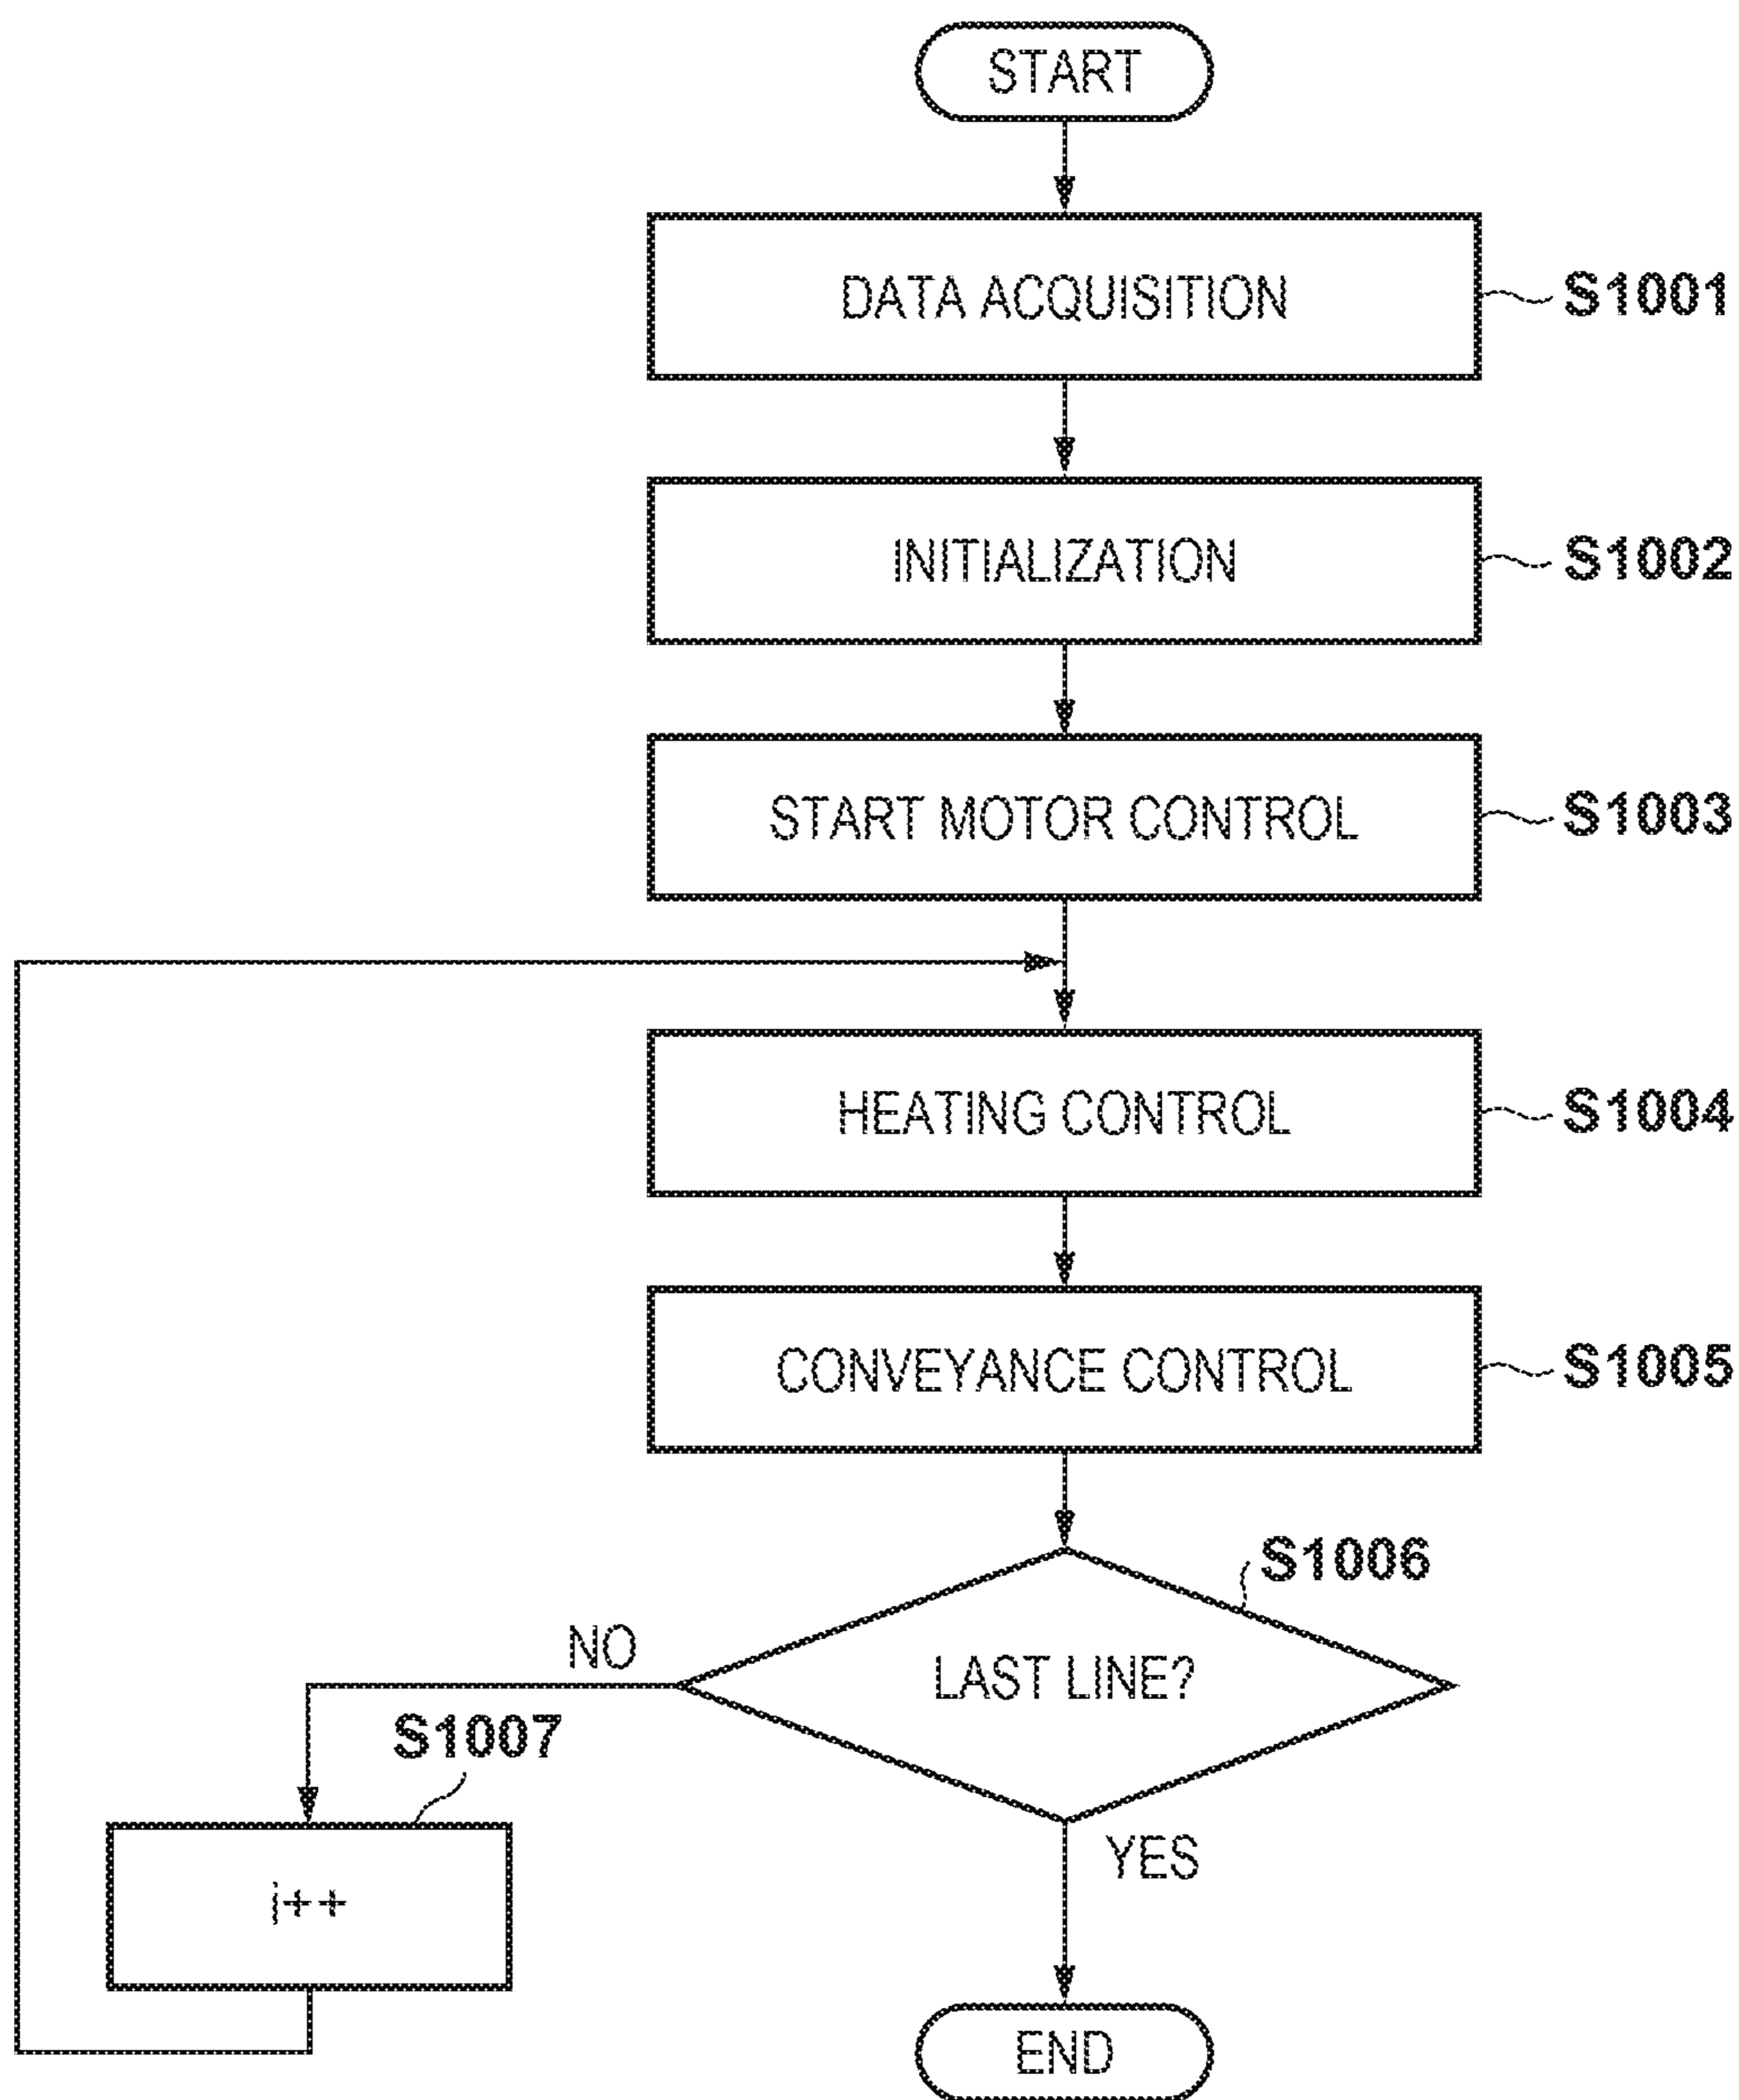 START
DATA ACQUISITION
S1001
INITIALIZATION
S1002
START MOTOR CONTROL
S1003
HEATING CONTROL
S1004
CONVEYANCE CONTROL
S1005
S1006
LAST LINE?
NO
S1007
YES
i++
END